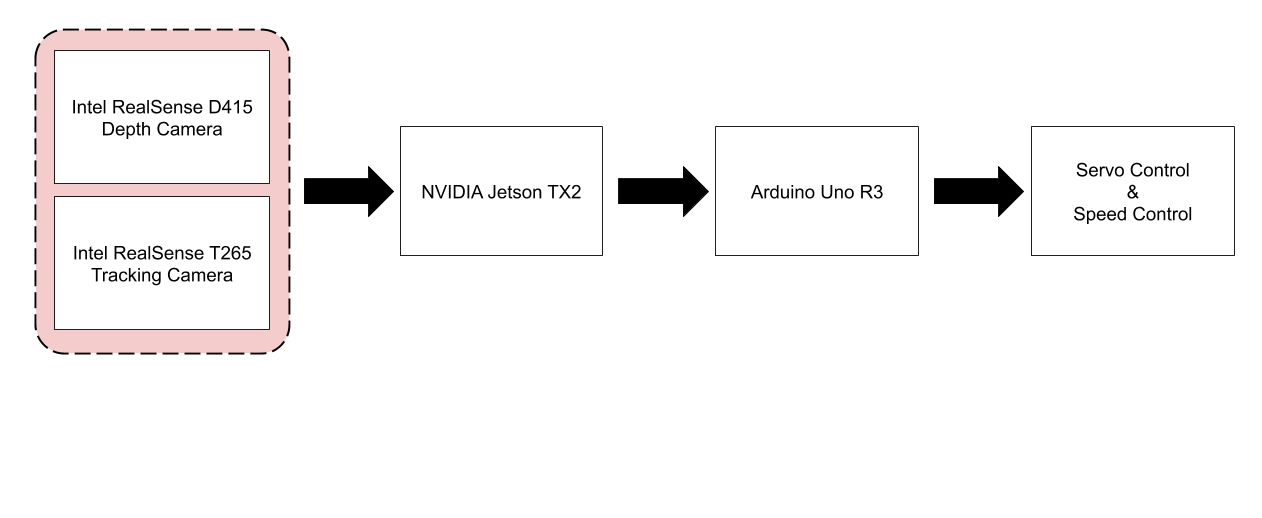 Intel RealSense D415
Depth Camera
Intel RealSense T265
Tracking Camera
NVIDIA Jetson TX2
Arduino Uno R3
Servo Control
&
Speed Control